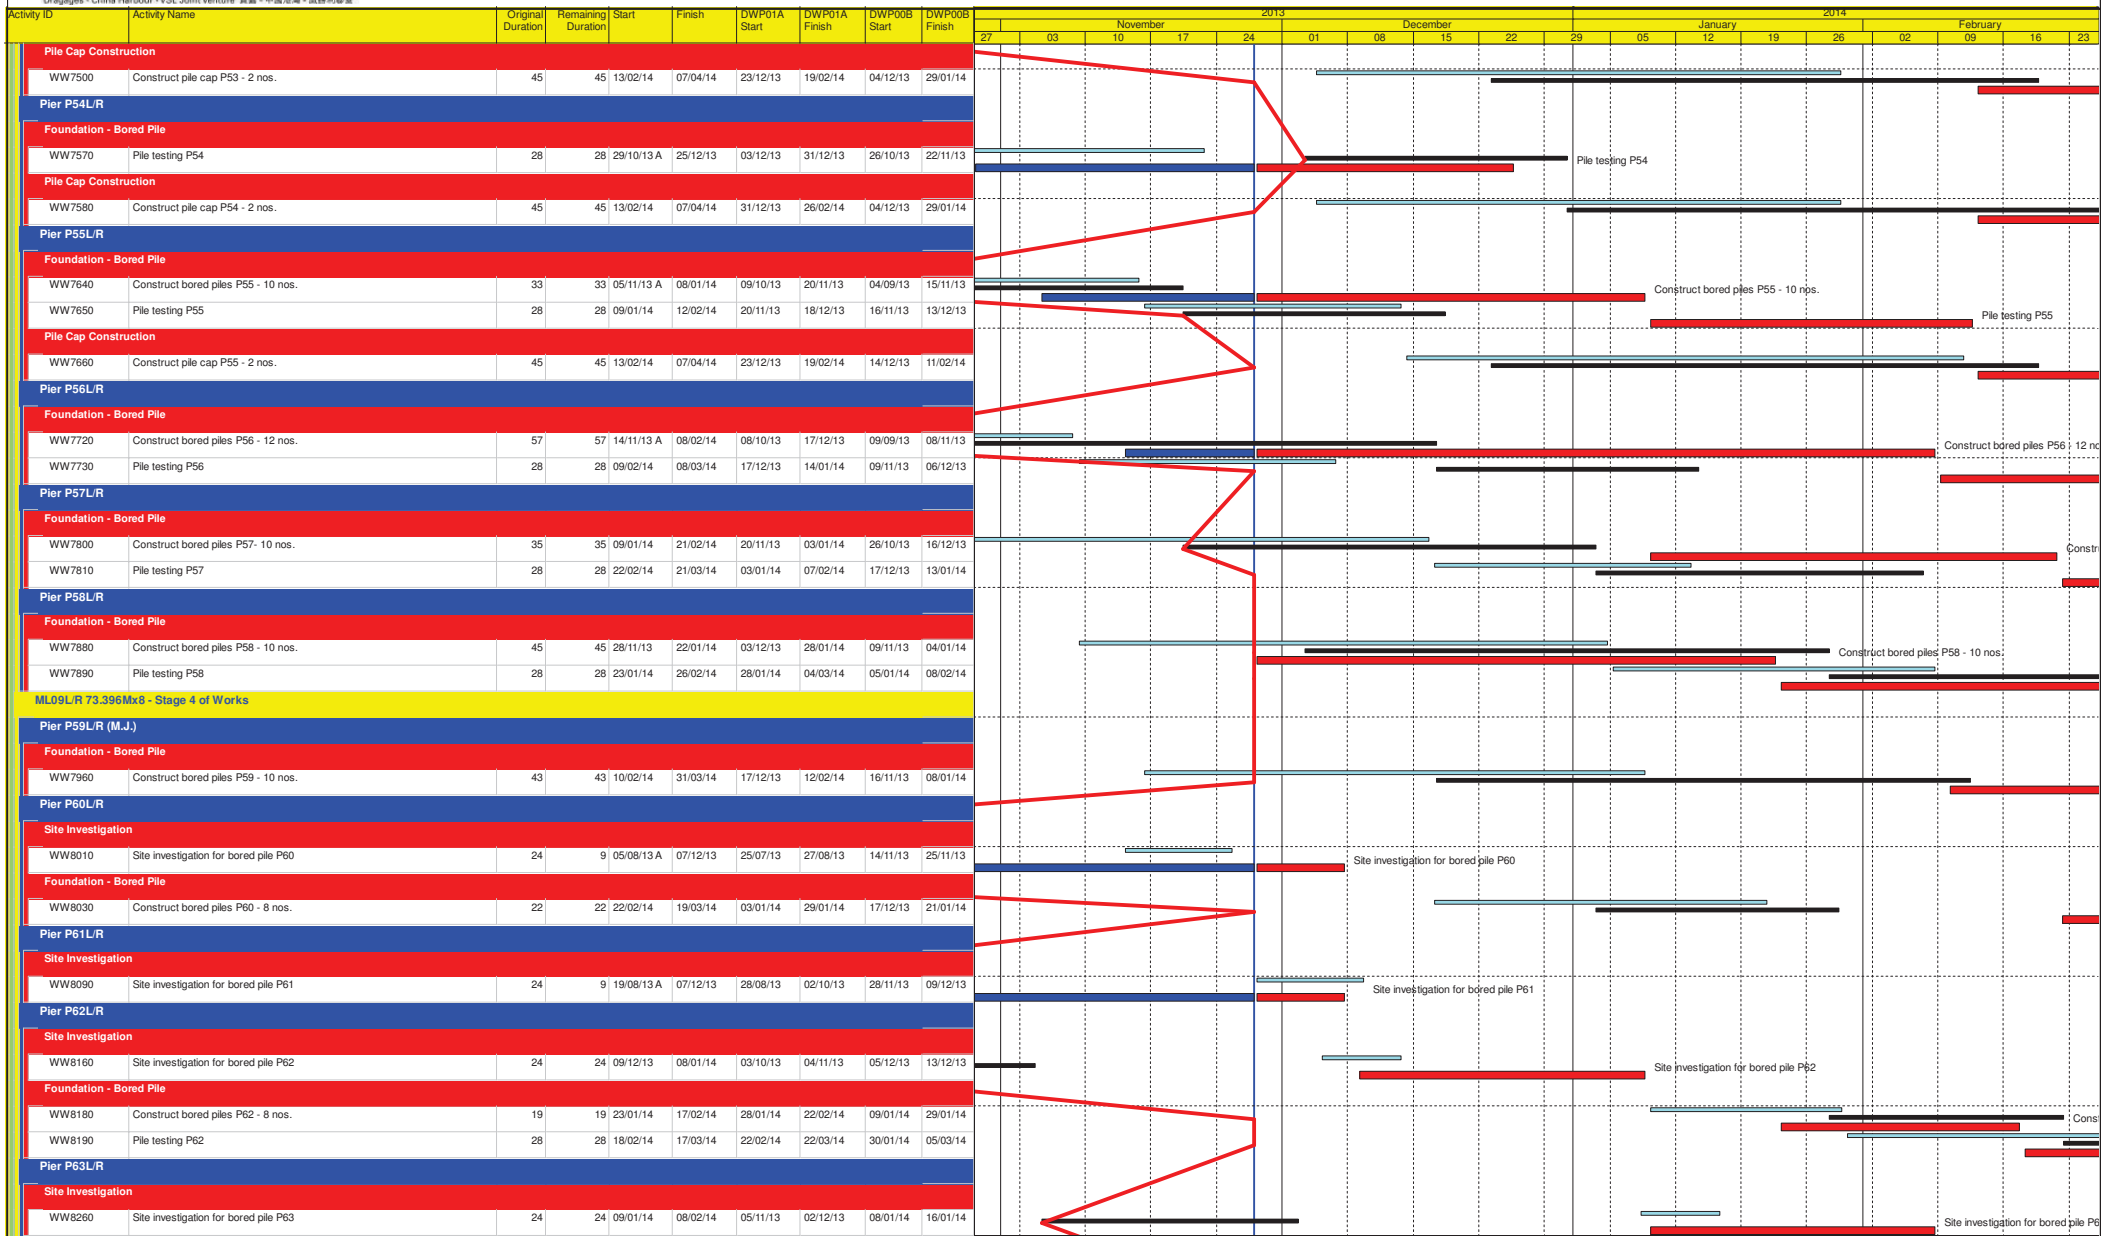 Dragages - China Harbour - VSL Joint Venture
Activity ID Activity Name Original Duration Remaining Duration Start Finish DWP01A Start DWP01A Finish DWP00B Start DWP00B Finish
2013 2014
November December January February
27 03 10 17 24 01 08 15 22 29 05 12 19 26 02 09 16 23
Pile Cap Construction
WW7500 Construct pile cap P53 - 2 nos. 45 45 13/02/14 07/04/14 23/12/13 19/02/14 04/12/13 29/01/14
Pier P54L/R
Foundation - Bored Pile
WW7570 Pile testing P54 28 28 29/10/13 A 25/12/13 03/12/13 31/12/13 26/10/13 22/11/13 Pile testing P54
Pile Cap Construction
WW7580 Construct pile cap P54 - 2 nos. 45 45 13/02/14 07/04/14 31/12/13 26/02/14 04/12/13 29/01/14
Pier P55L/R
Foundation - Bored Pile
WW7640 Construct bored piles P55 - 10 nos. 33 33 05/11/13 A 08/01/14 09/10/13 20/11/13 04/09/13 15/11/13 Construct bored piles P55 - 10 nos.
WW7650 Pile testing P55 28 28 09/01/14 12/02/14 20/11/13 18/12/13 16/11/13 13/12/13 Pile testing P55
Pile Cap Construction
WW7660 Construct pile cap P55 - 2 nos. 45 45 13/02/14 07/04/14 23/12/13 19/02/14 14/12/13 11/02/14
Pier P56L/R
Foundation - Bored Pile
WW7720 Construct bored piles P56 - 12 nos. 57 57 14/11/13 A 08/02/14 08/10/13 17/12/13 09/09/13 08/11/13 Construct bored piles P56 - 12 no
WW7730 Pile testing P56 28 28 09/02/14 08/03/14 17/12/13 14/01/14 09/11/13 06/12/13
Pier P57L/R
Foundation - Bored Pile
WW7800 Construct bored piles P57- 10 nos. 35 35 09/01/14 21/02/14 20/11/13 03/01/14 26/10/13 16/12/13 Constr
WW7810 Pile testing P57 28 28 22/02/14 21/03/14 03/01/14 07/02/14 17/12/13 13/01/14
Pier P58L/R
Foundation - Bored Pile
WW7880 Construct bored piles P58 - 10 nos. 45 45 28/11/13 22/01/14 03/12/13 28/01/14 09/11/13 04/01/14 Construct bored piles P58 - 10 nos.
WW7890 Pile testing P58 28 28 23/01/14 26/02/14 28/01/14 04/03/14 05/01/14 08/02/14
ML09L/R 73.396Mx8 - Stage 4 of Works
Pier P59L/R (M.J.)
Foundation - Bored Pile
WW7960 Construct bored piles P59 - 10 nos. 43 43 10/02/14 31/03/14 17/12/13 12/02/14 16/11/13 08/01/14
Pier P60L/R
Site Investigation
WW8010 Site investigation for bored pile P60 24 9 05/08/13 A 07/12/13 25/07/13 27/08/13 14/11/13 25/11/13 Site investigation for bored pile P60
Foundation - Bored Pile
WW8030 Construct bored piles P60 - 8 nos. 22 22 22/02/14 19/03/14 03/01/14 29/01/14 17/12/13 21/01/14
Pier P61L/R
Site Investigation
WW8090 Site investigation for bored pile P61 24 9 19/08/13 A 07/12/13 28/08/13 02/10/13 28/11/13 09/12/13 Site investigation for bored pile P61
Pier P62L/R
Site Investigation
WW8160 Site investigation for bored pile P62 24 24 09/12/13 08/01/14 03/10/13 04/11/13 05/12/13 13/12/13 Site investigation for bored pile P62
Foundation - Bored Pile
WW8180 Construct bored piles P62 - 8 nos. 19 19 23/01/14 17/02/14 28/01/14 22/02/14 09/01/14 29/01/14 Const
WW8190 Pile testing P62 28 28 18/02/14 17/03/14 22/02/14 22/03/14 30/01/14 05/03/14
Pier P63L/R
Site Investigation
WW8260 Site investigation for bored pile P63 24 24 09/01/14 08/02/14 05/11/13 02/12/13 08/01/14 16/01/14 Site investigation for bored pile P6